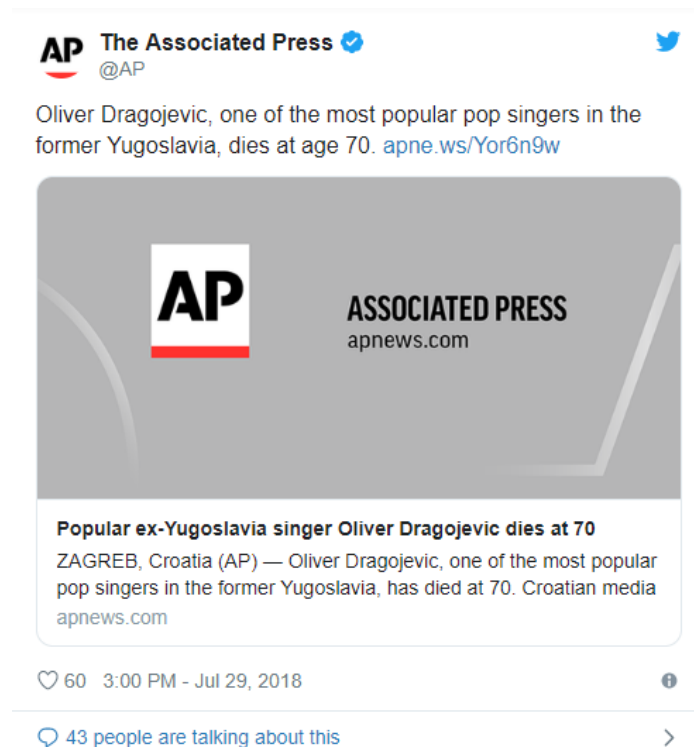 AP The Associated Press
@AP
Oliver Dragojevic, one of the most popular pop singers in the
former Yugoslavia, dies at age 70. apne.ws/Yor6n9w
AP
ASSOCIATED PRESS
apnews.com
Popular ex-Yugoslavia singer Oliver Dragojevic dies at 70
ZAGREB, Croatia (AP) — Oliver Dragojevic, one of the most popular
pop singers in the former Yugoslavia, has died at 70. Croatian media
apnews.com
60 3:00 PM - Jul 29, 2018
43 people are talking about this